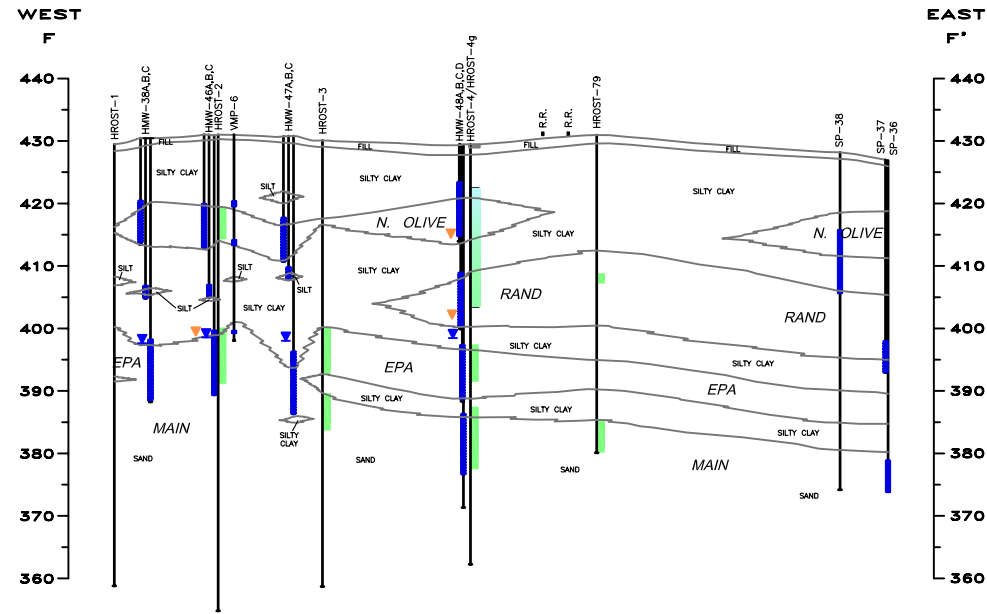 WEST
EAST
F
F'
HROST-1
HMW-38A,B,C
HMW-46A,B,C
HROST-2
VMP-6
HMW-47A,B,C
HROST-3
HMW-48A,B,C,D
HROST-4/HROST-4g
R.R.
R.R.
HROST-79
SP-38
SP-37
SP-36
440
440
430
430
FILL
FILL
FILL
FILL
SILTY CLAY
SILTY CLAY
SILTY CLAY
SILT
420
420
N. OLIVE
SILTY CLAY
N. OLIVE
410
410
SILT
SILT
SILTY CLAY
SILT
RAND
SILT
SILTY CLAY
RAND
400
400
SILTY CLAY
EPA
EPA
SILTY CLAY
390
390
EPA
SILTY CLAY
SILTY CLAY
MAIN
SILTY
CLAY
SILTY CLAY
380
380
SAND
SAND
SAND
MAIN
SAND
370
370
360
360